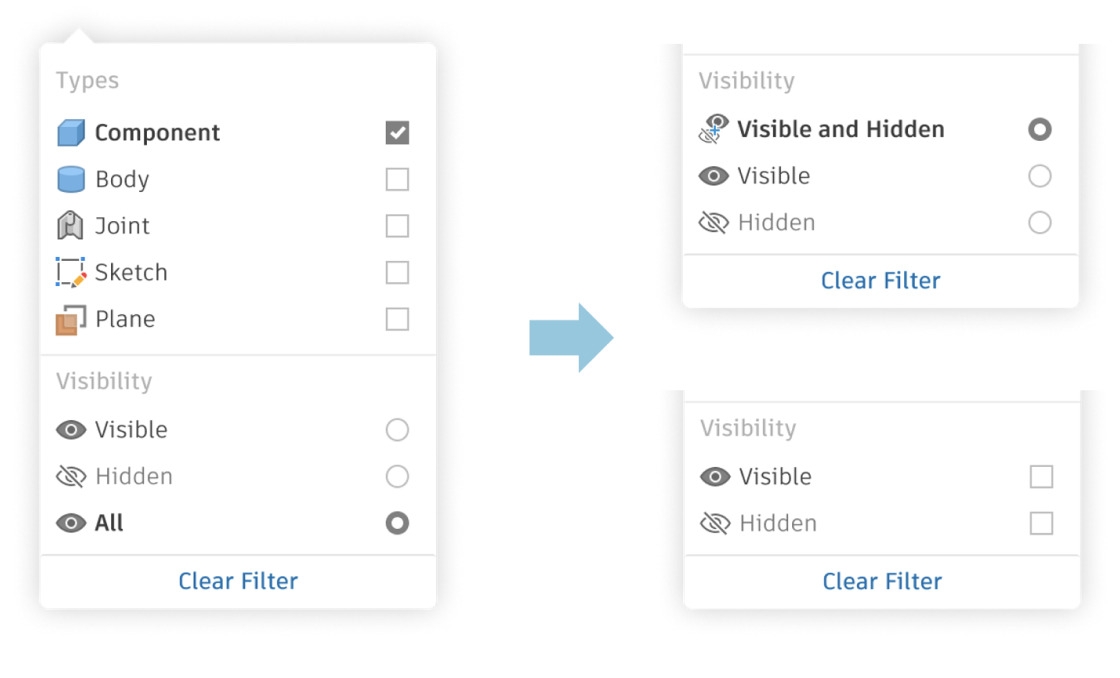 Types
Component
Body
Joint
Sketch
Plane
Visibility
Visible
Hidden
All
Clear Filter
Visibility
Visible and Hidden
Visible
Hidden
Clear Filter
Visibility
Visible
Hidden
Clear Filter